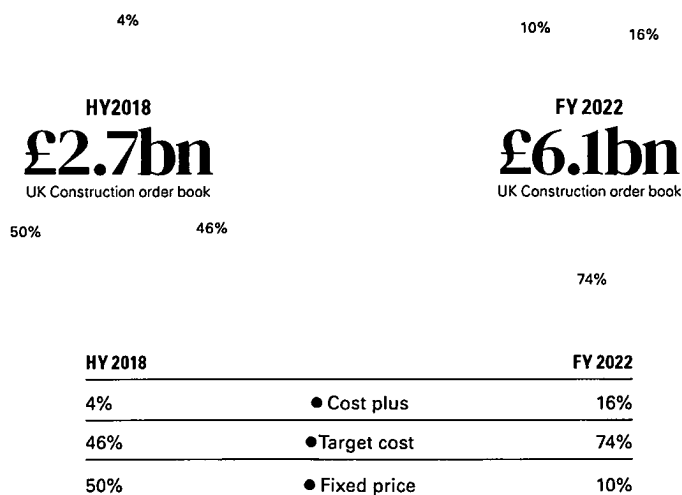 4%
10%
16%
HY2018
£2.7bn
UK Construction order book
FY 2022
£6.1bn
UK Construction order book
50%
46%
74%
HY 2018 FY 2022
4% ● Cost plus 16%
46% ● Target cost 74%
50% ● Fixed price 10%